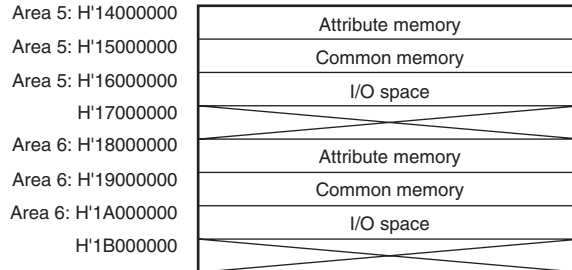 Area 5: H'14000000
Attribute memory
Area 5: H'15000000
Common memory
Area 5: H'16000000
I/O space
H'17000000
Area 6: H'18000000
Attribute memory
Area 6: H'19000000
Common memory
Area 6: H'1A000000
I/O space
H'1B000000